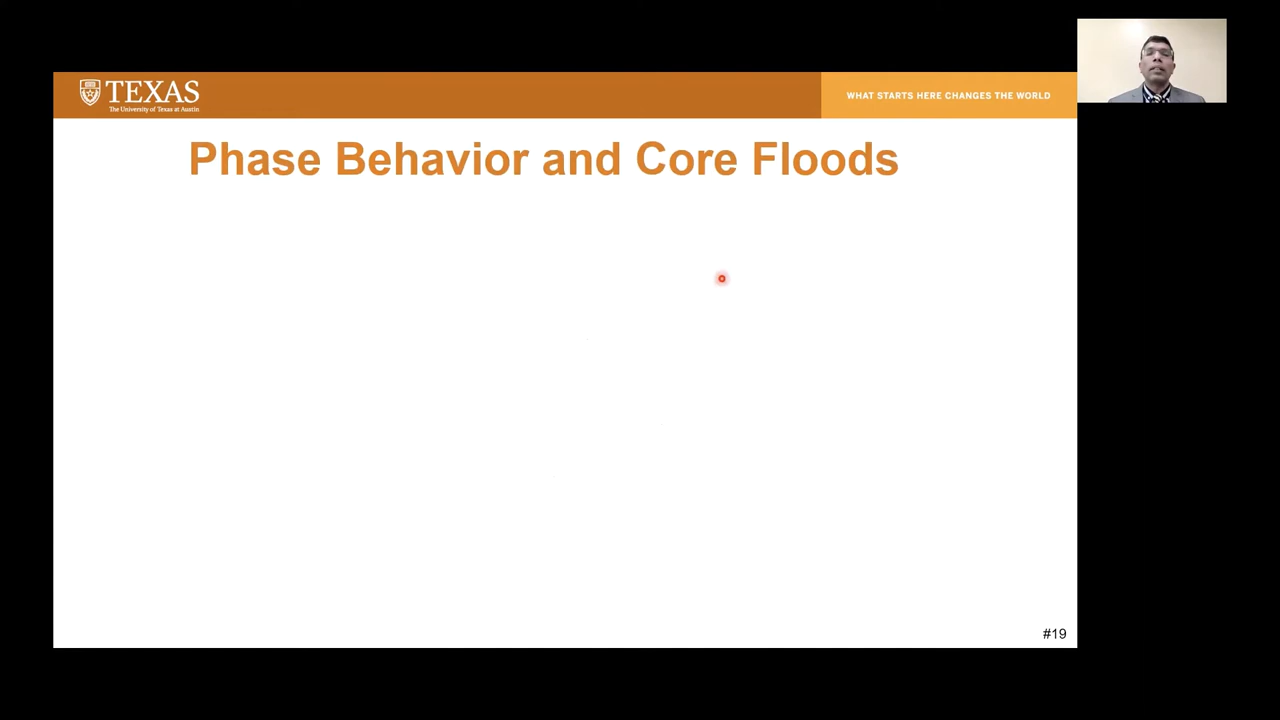 TEXAS
The University of Texas at Austin
WHAT STARTS HERE CHANGES THE WORLD
Phase Behavior and Core Floods
#19